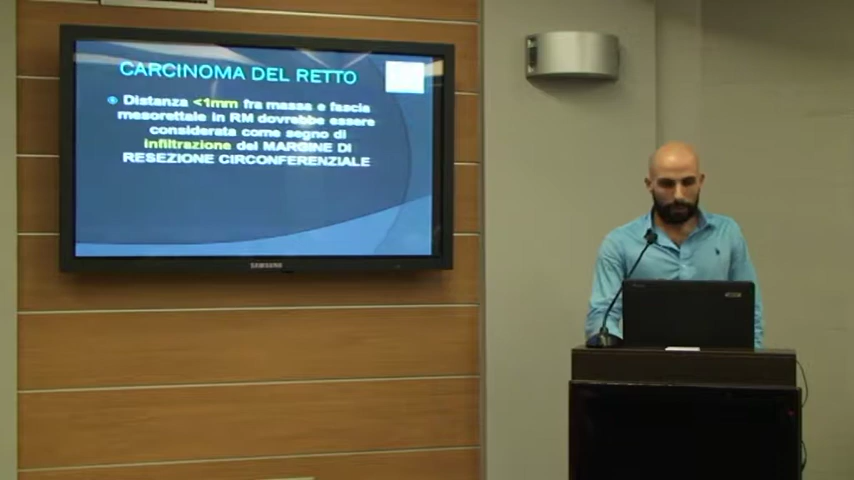 CARCINOMA DEL RETTO
Distanza <1mm fra massa e fascia
mesorettale in RM dovrebbe essere
considerata come segno di
infiltrazione del MARGINE DI
RESEZIONE CIRCONFERENZIALE
SAMSUNG